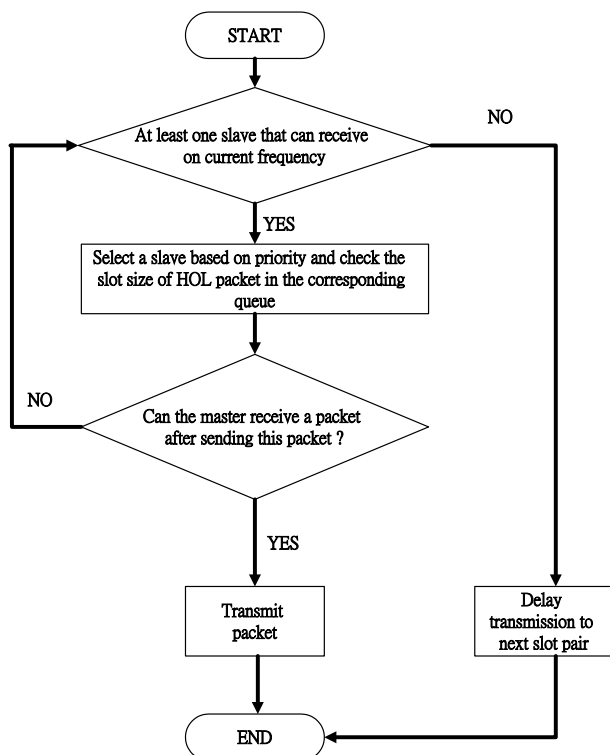 START
At least one slave that can receive
on current frequency
NO
YES
Select a slave based on priority and check the
slot size of HOL packet in the corresponding
queue
NO
Can the master receive a packet
after sending this packet ?
YES
Transmit
packet
Delay
transmission to
next slot pair
END